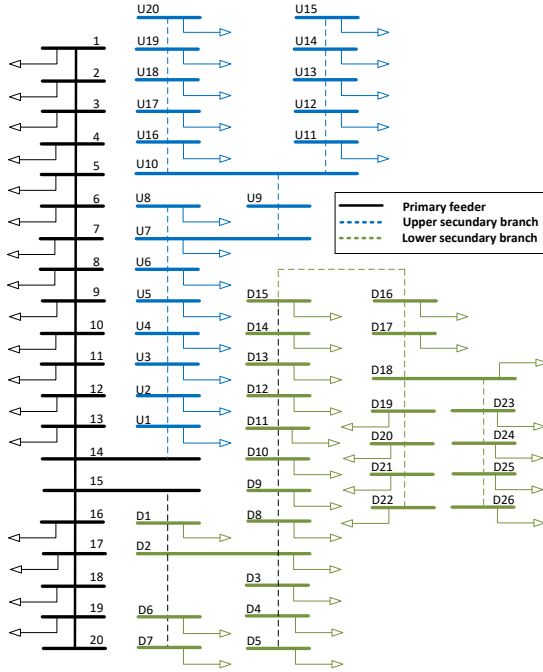 U20 U15
1 U19 U14
2 U18 U13
3 U17 U12
4 U16 U11
5 U10
6 U8 U9
Primary feeder
Upper secundary branch
Lower secundary branch
7 U7
8 U6
9 U5 D15 D16
10 U4 D14 D17
11 U3 D13
D18
12 U2 D12
D19 D23
13 U1 D11
D20 D24
14 D10
D21 D25
15 D9
D22 D26
16 D1 D8
17 D2
18 D3
19 D6 D4
20 D7 D5